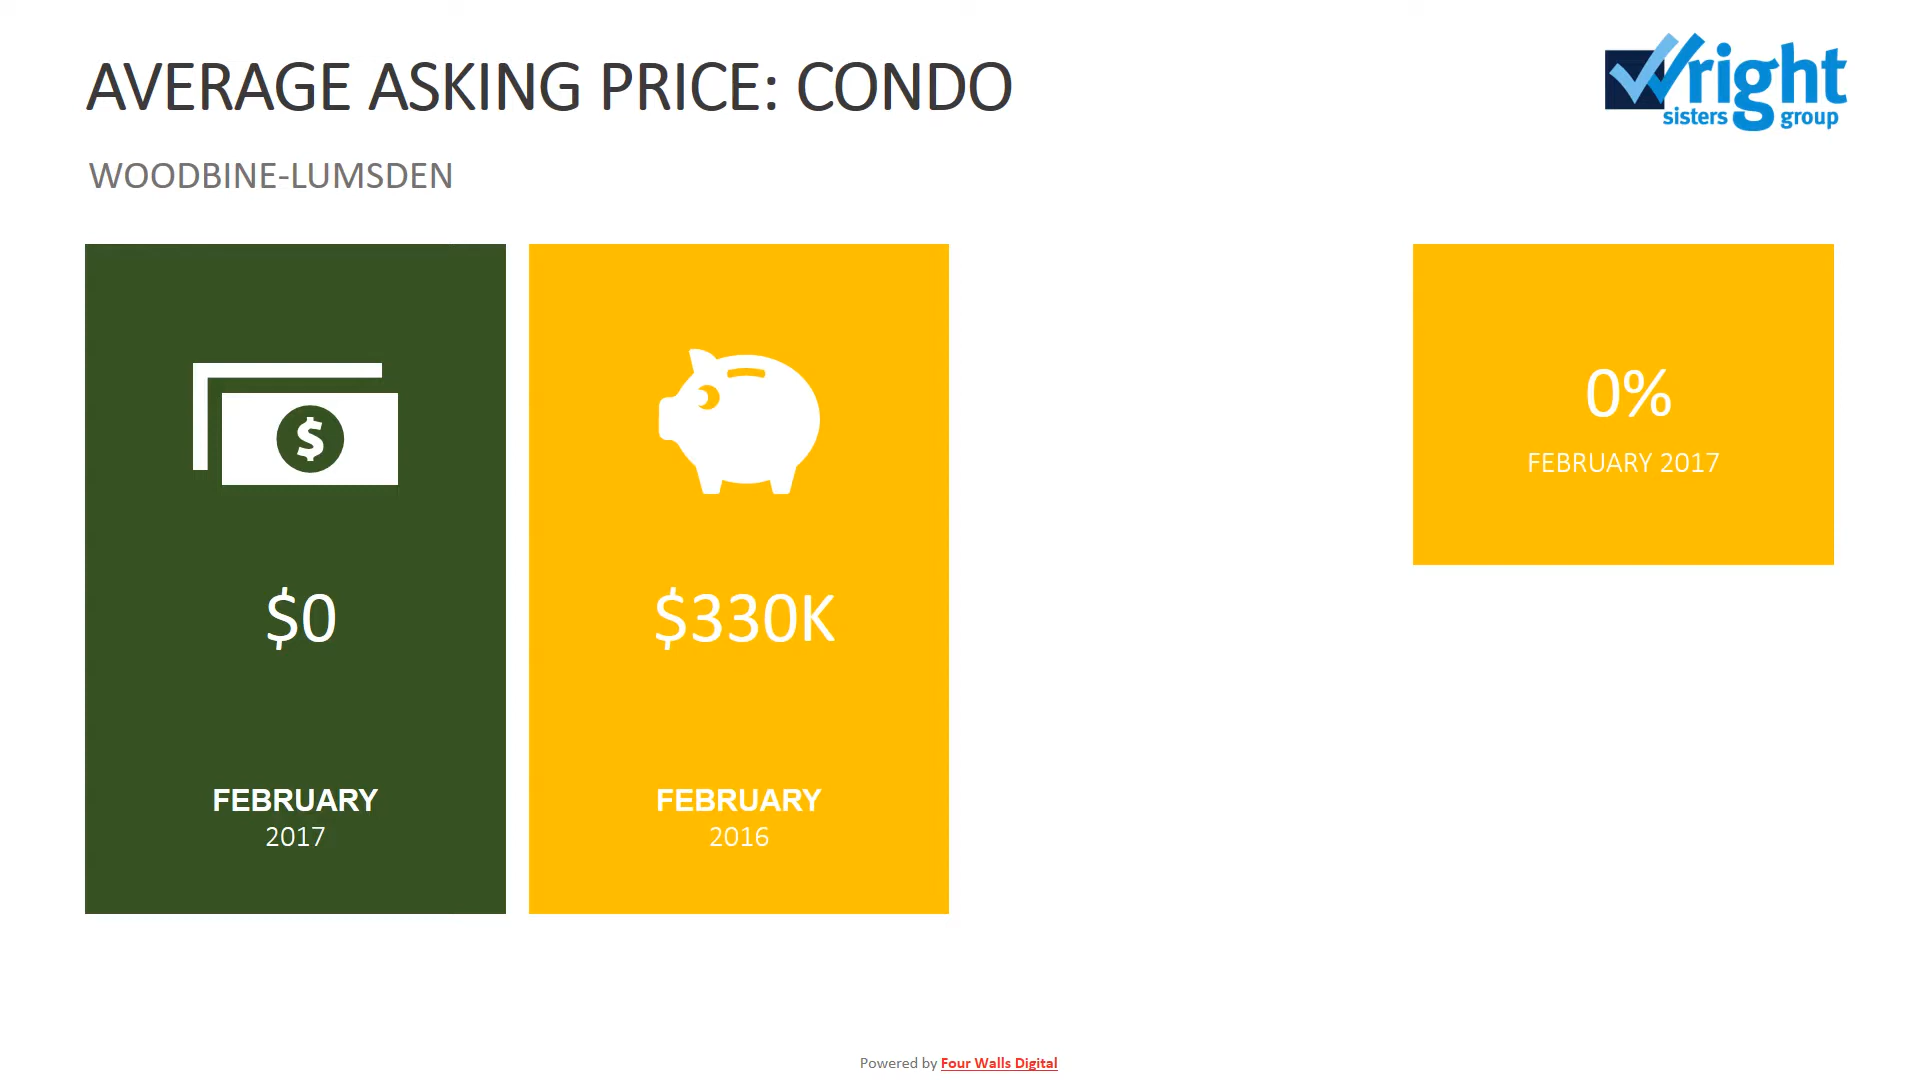 AVERAGE ASKING PRICE: CONDO
Wright
sisters group
WOODBINE-LUMSDEN
$
$0
FEBRUARY
2017
$330K
FEBRUARY
2016
0%
FEBRUARY 2017
Powered by Four Walls Digital